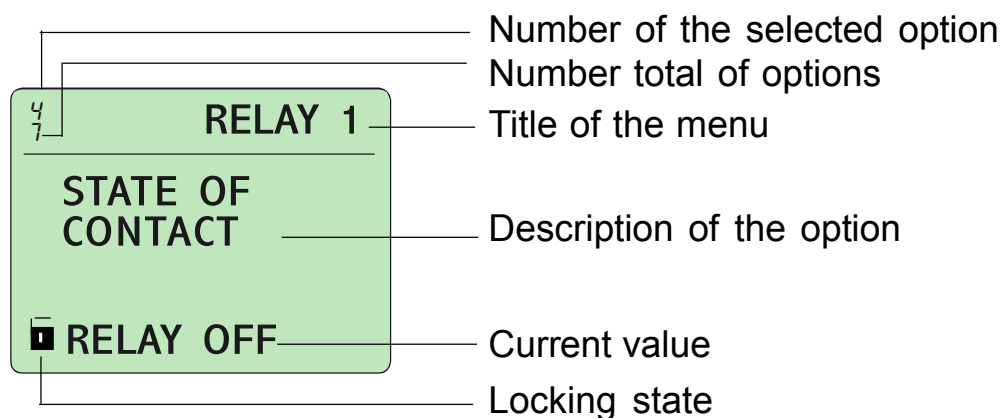 Number of the selected option
Number total of options
4
7
RELAY 1
Title of the menu
STATE OF
CONTACT
Description of the option
RELAY OFF
Current value
Locking state